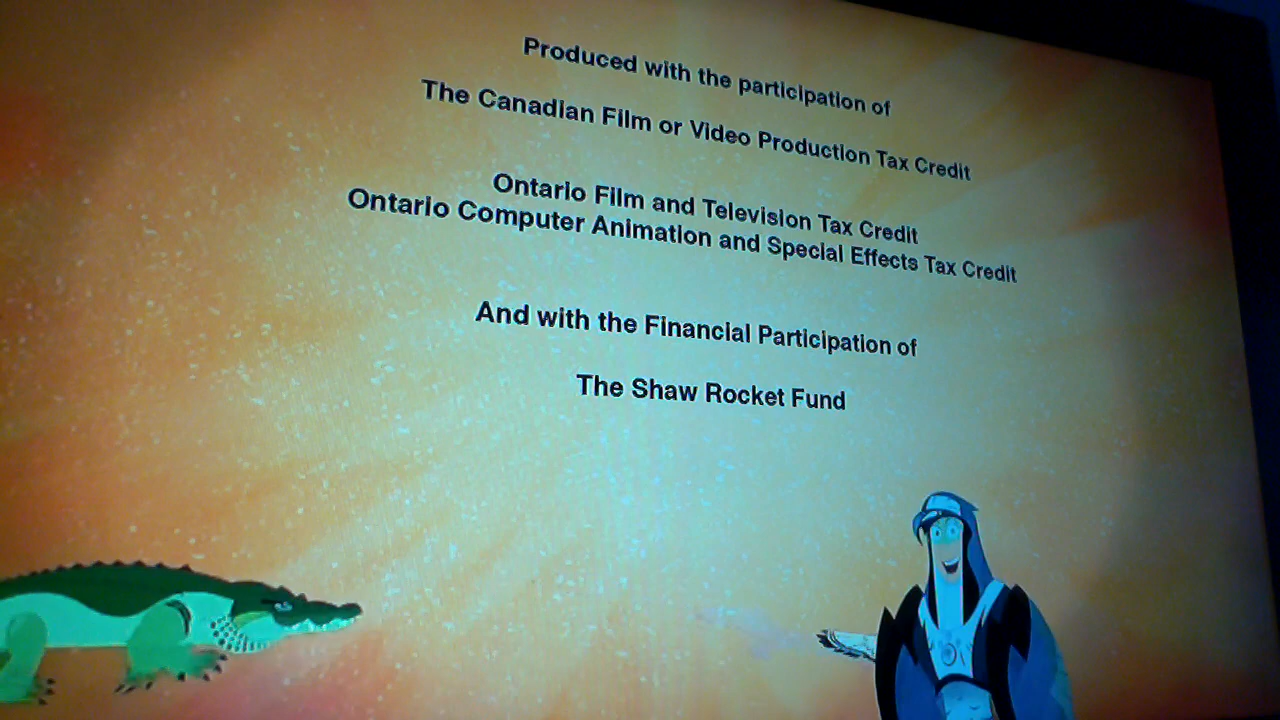 Produced with the participation of
The Canadian Film or Video Production Tax Credit
Ontario Film and Television Tax Credit
Ontario Computer Animation and Special Effects Tax Credit
And with the Financial Participation of
The Shaw Rocket Fund